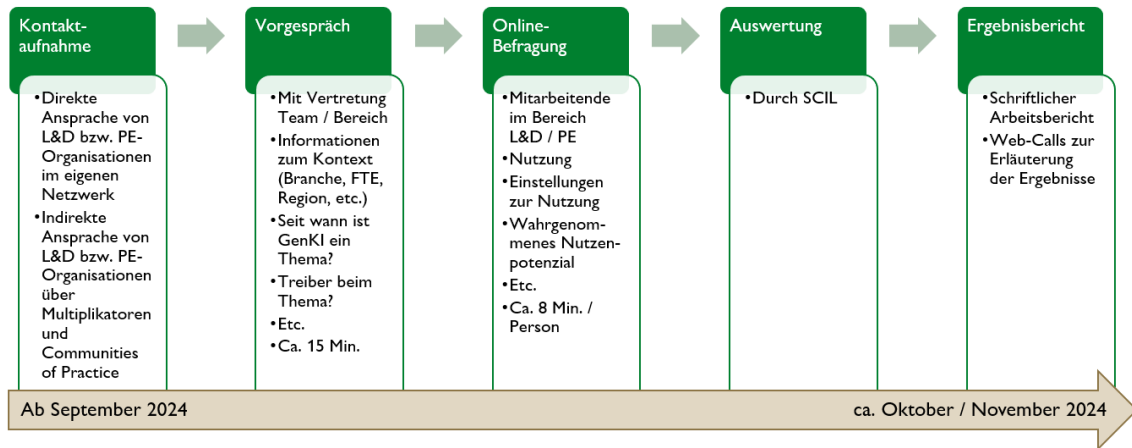 Kontakt-
aufnahme
•Direkte
Ansprache von
L&D bzw. PE-
Organisationen
im eigenen
Netzwerk
•Indirekte
Ansprache von
L&D bzw. PE-
Organisationen
über
Multiplikatoren
und
Communities
of Practice
Vorgespräch
•Mit Vertretung
Team / Bereich
•Informationen
zum Kontext
(Branche, FTE,
Region, etc.)
•Seit wann ist
GenKI ein
Thema?
•Treiber beim
Thema?
•Etc.
•Ca. 15 Min.
Online-
Befragung
•Mitarbeitende
im Bereich
L&D / PE
•Nutzung
•Einstellungen
zur Nutzung
•Wahrgenom-
menes Nutzen-
potenzial
•Etc.
•Ca. 8 Min. /
Person
Auswertung
•Durch SCIL
Ergebnisbericht
•Schriftlicher
Arbeitsbericht
•Web-Calls zur
Erläuterung
der Ergebnisse
Ab September 2024
ca. Oktober / November 2024